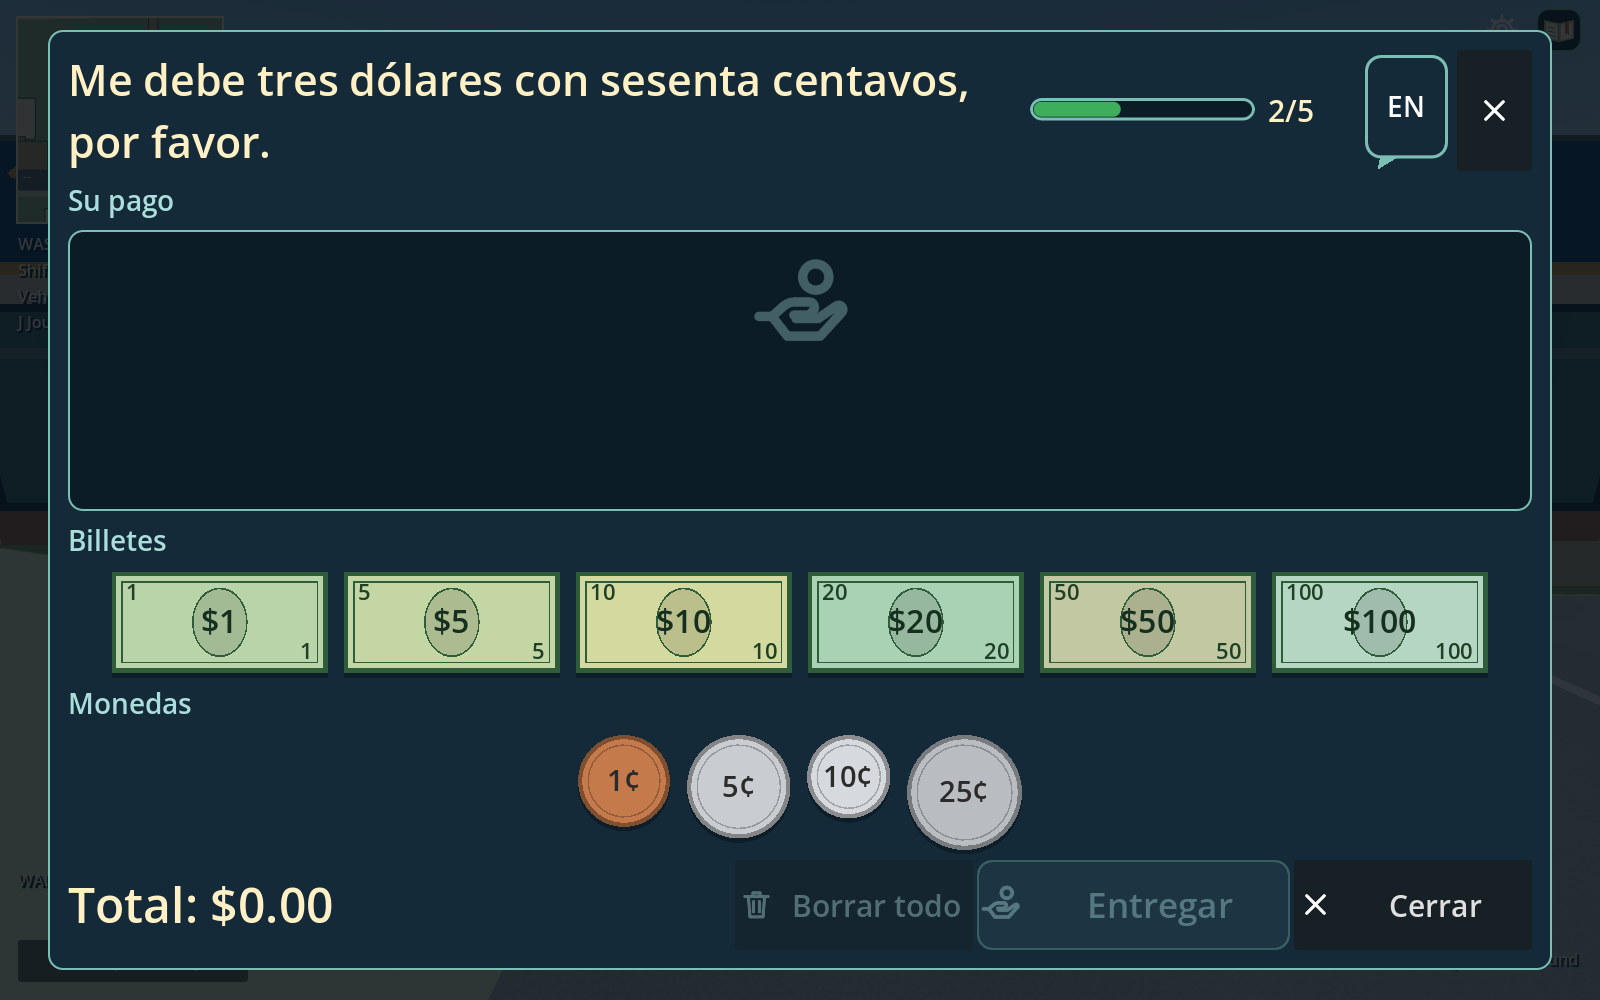 Me debe tres dólares con sesenta centavos,
por favor.
2/5
EN
Su pago
Billetes
1 $1 1
5 $5 5
10 $10 10
20 $20 20
50 $50 50
100 $100 100
Monedas
1¢ 5¢ 10¢ 25¢
Total: $0.00
Borrar todo
Entregar
Cerrar